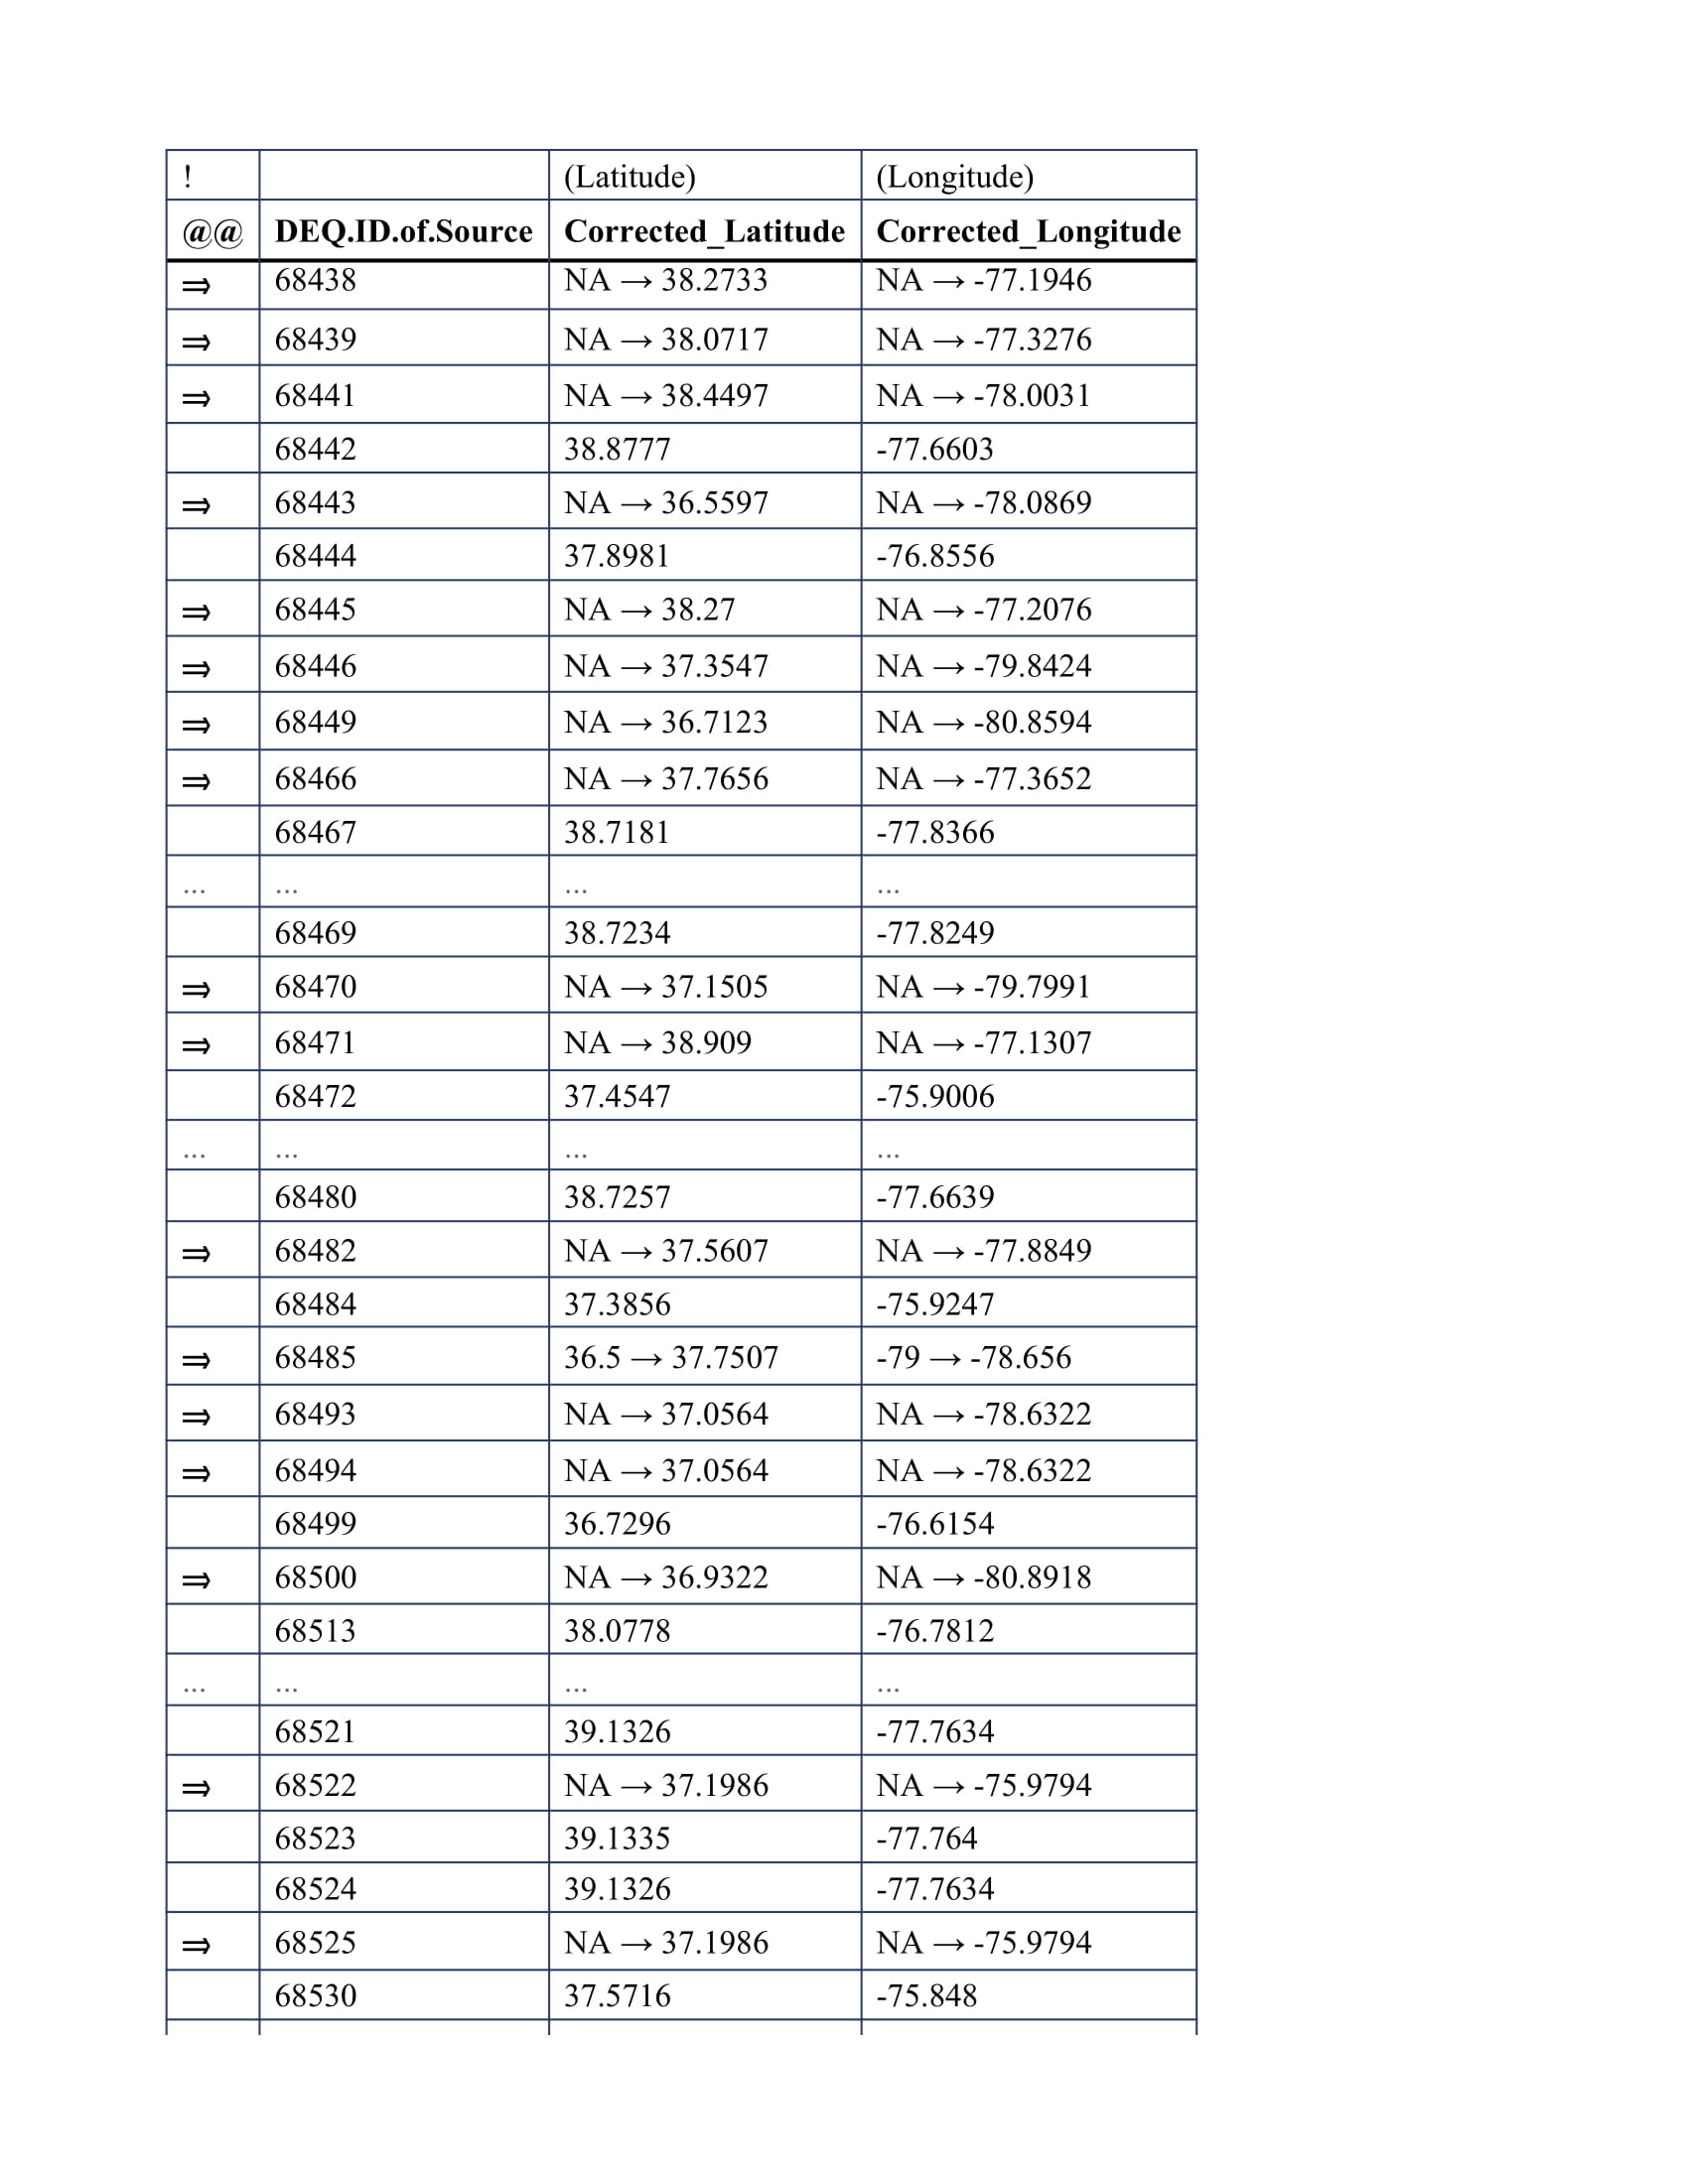 ! (Latitude) (Longitude)
@@ DEQ.ID.of.Source Corrected_Latitude Corrected_Longitude
⇒ 68438 NA → 38.2733 NA → -77.1946
⇒ 68439 NA → 38.0717 NA → -77.3276
⇒ 68441 NA → 38.4497 NA → -78.0031
68442 38.8777 -77.6603
⇒ 68443 NA → 36.5597 NA → -78.0869
68444 37.8981 -76.8556
⇒ 68445 NA → 38.27 NA → -77.2076
⇒ 68446 NA → 37.3547 NA → -79.8424
⇒ 68449 NA → 36.7123 NA → -80.8594
⇒ 68466 NA → 37.7656 NA → -77.3652
68467 38.7181 -77.8366
... ... ... ...
68469 38.7234 -77.8249
⇒ 68470 NA → 37.1505 NA → -79.7991
⇒ 68471 NA → 38.909 NA → -77.1307
68472 37.4547 -75.9006
... ... ... ...
68480 38.7257 -77.6639
⇒ 68482 NA → 37.5607 NA → -77.8849
68484 37.3856 -75.9247
⇒ 68485 36.5 → 37.7507 -79 → -78.656
⇒ 68493 NA → 37.0564 NA → -78.6322
⇒ 68494 NA → 37.0564 NA → -78.6322
68499 36.7296 -76.6154
⇒ 68500 NA → 36.9322 NA → -80.8918
68513 38.0778 -76.7812
... ... ... ...
68521 39.1326 -77.7634
⇒ 68522 NA → 37.1986 NA → -75.9794
68523 39.1335 -77.764
68524 39.1326 -77.7634
⇒ 68525 NA → 37.1986 NA → -75.9794
68530 37.5716 -75.848